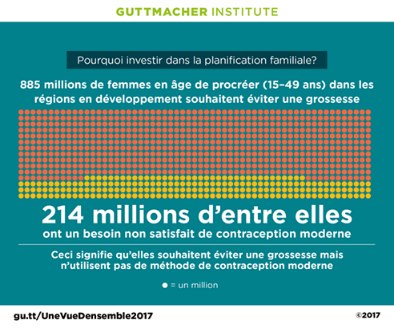 GUTTMACHER INSTITUTE
Pourquoi investir dans la planification familiale?
885 millions de femmes en âge de procréer (15–49 ans) dans les
régions en développement souhaitent éviter une grossesse
214 millions d'entre elles
ont un besoin non satisfait de contraception moderne
Ceci signifie qu'elles souhaitent éviter une grossesse mais
n'utilisent pas de méthode de contraception moderne
= un million
gu.tt/UneVueDensemble2017
©2017